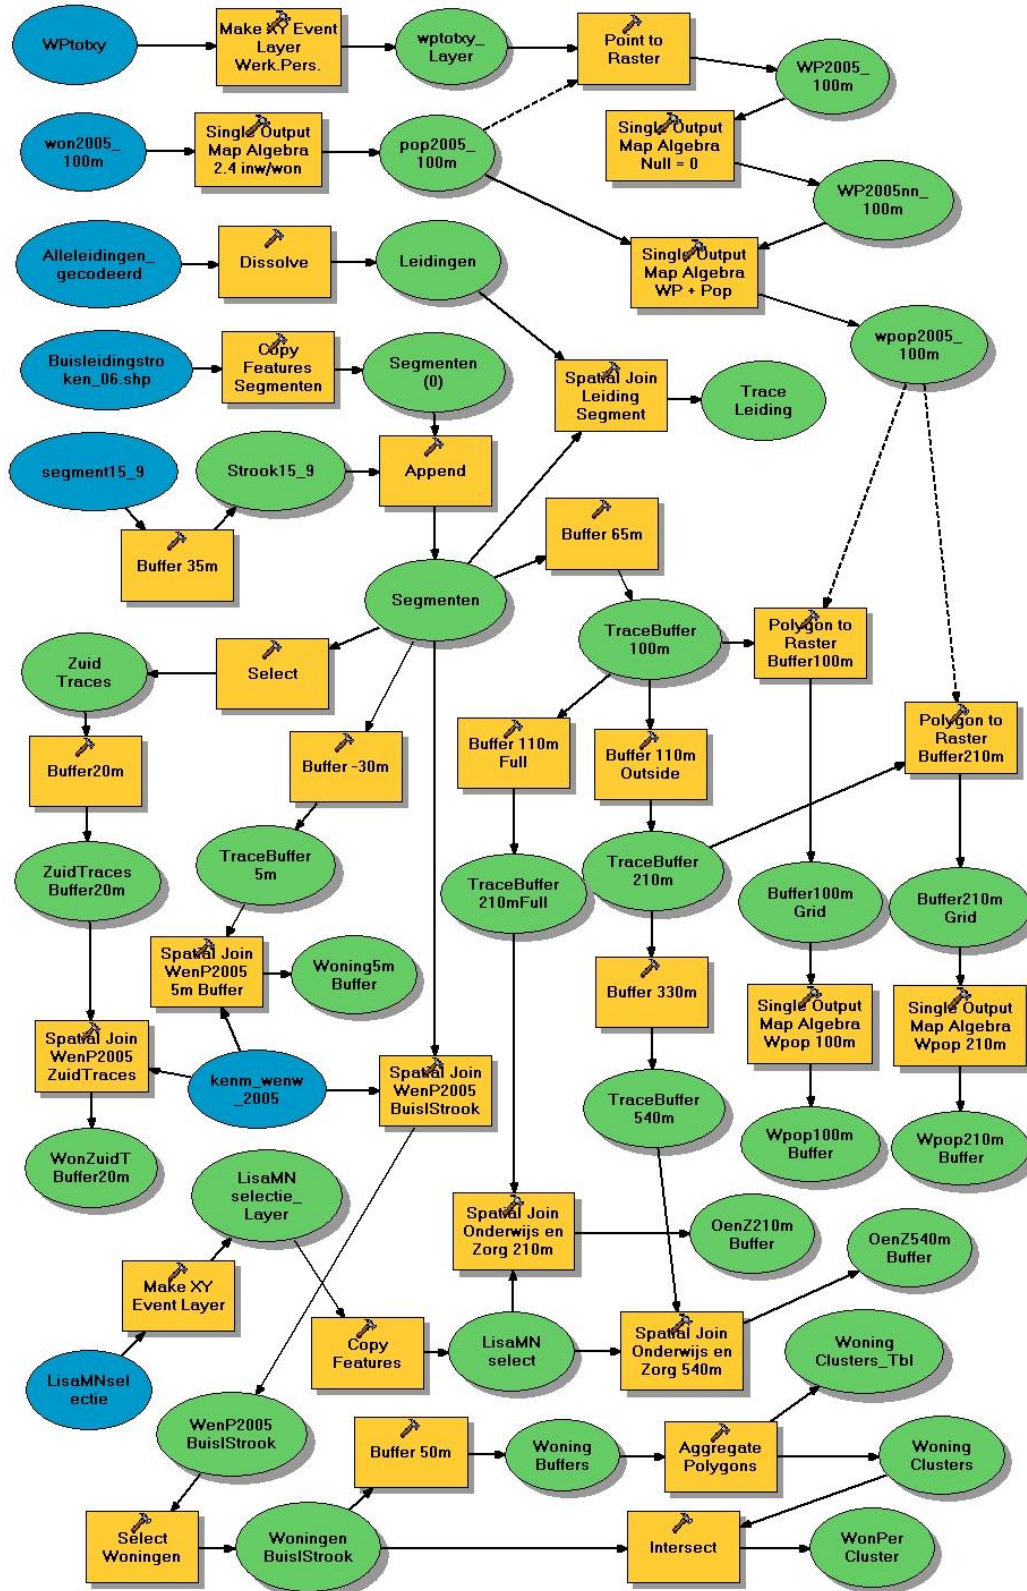 WPtotxy
Make XY Event
Layer
Werk.Pers.
wptotxy_
Layer
Point to
Raster
WP2005_
100m
won2005_
100m
Single Output
Map Algebra
2.4 inw/won
pop2005_
100m
Single Output
Map Algebra
Null = 0
WP2005nn_
100m
Alleleidingen_
gecodeerd
Dissolve
Leidingen
Single Output
Map Algebra
WP + Pop
wpop2005_
100m
Buisleidingstro
ken_06.shp
Copy
Features
Segmenten
Segmenten
(0)
Spatial Join
Leiding
Segment
Trace
Leiding
segment15_9
Strook15_9
Append
Buffer 35m
Buffer 65m
Segmenten
TraceBuffer
100m
Polygon to
Raster
Buffer100m
Zuid
Traces
Select
Buffer20m
Buffer -30m
Buffer 110m
Full
Buffer 110m
Outside
Polygon to
Raster
Buffer210m
ZuidTraces
Buffer20m
TraceBuffer
5m
TraceBuffer
210mFull
TraceBuffer
210m
Buffer100m
Grid
Buffer210m
Grid
Spatial Join
WenP2005
5m Buffer
Woning5m
Buffer
Buffer 330m
Single Output
Map Algebra
Wpop 100m
Single Output
Map Algebra
Wpop 210m
Spatial Join
WenP2005
ZuidTraces
kenm_wenw
_2005
Spatial Join
WenP2005
BuislStrook
TraceBuffer
540m
Wpop100m
Buffer
Wpop210m
Buffer
WonZuidT
Buffer20m
LisaMN
selectie_
Layer
Spatial Join
Onderwijs en
Zorg 210m
OenZ210m
Buffer
OenZ540m
Buffer
Make XY
Event Layer
Copy
Features
LisaMN
select
Spatial Join
Onderwijs en
Zorg 540m
Woning
Clusters_Tbl
LisaMNsel
ectie
WenP2005
BuislStrook
Buffer 50m
Woning
Buffers
Aggregate
Polygons
Woning
Clusters
Select
Woningen
Woningen
BuislStrook
Intersect
WonPer
Cluster